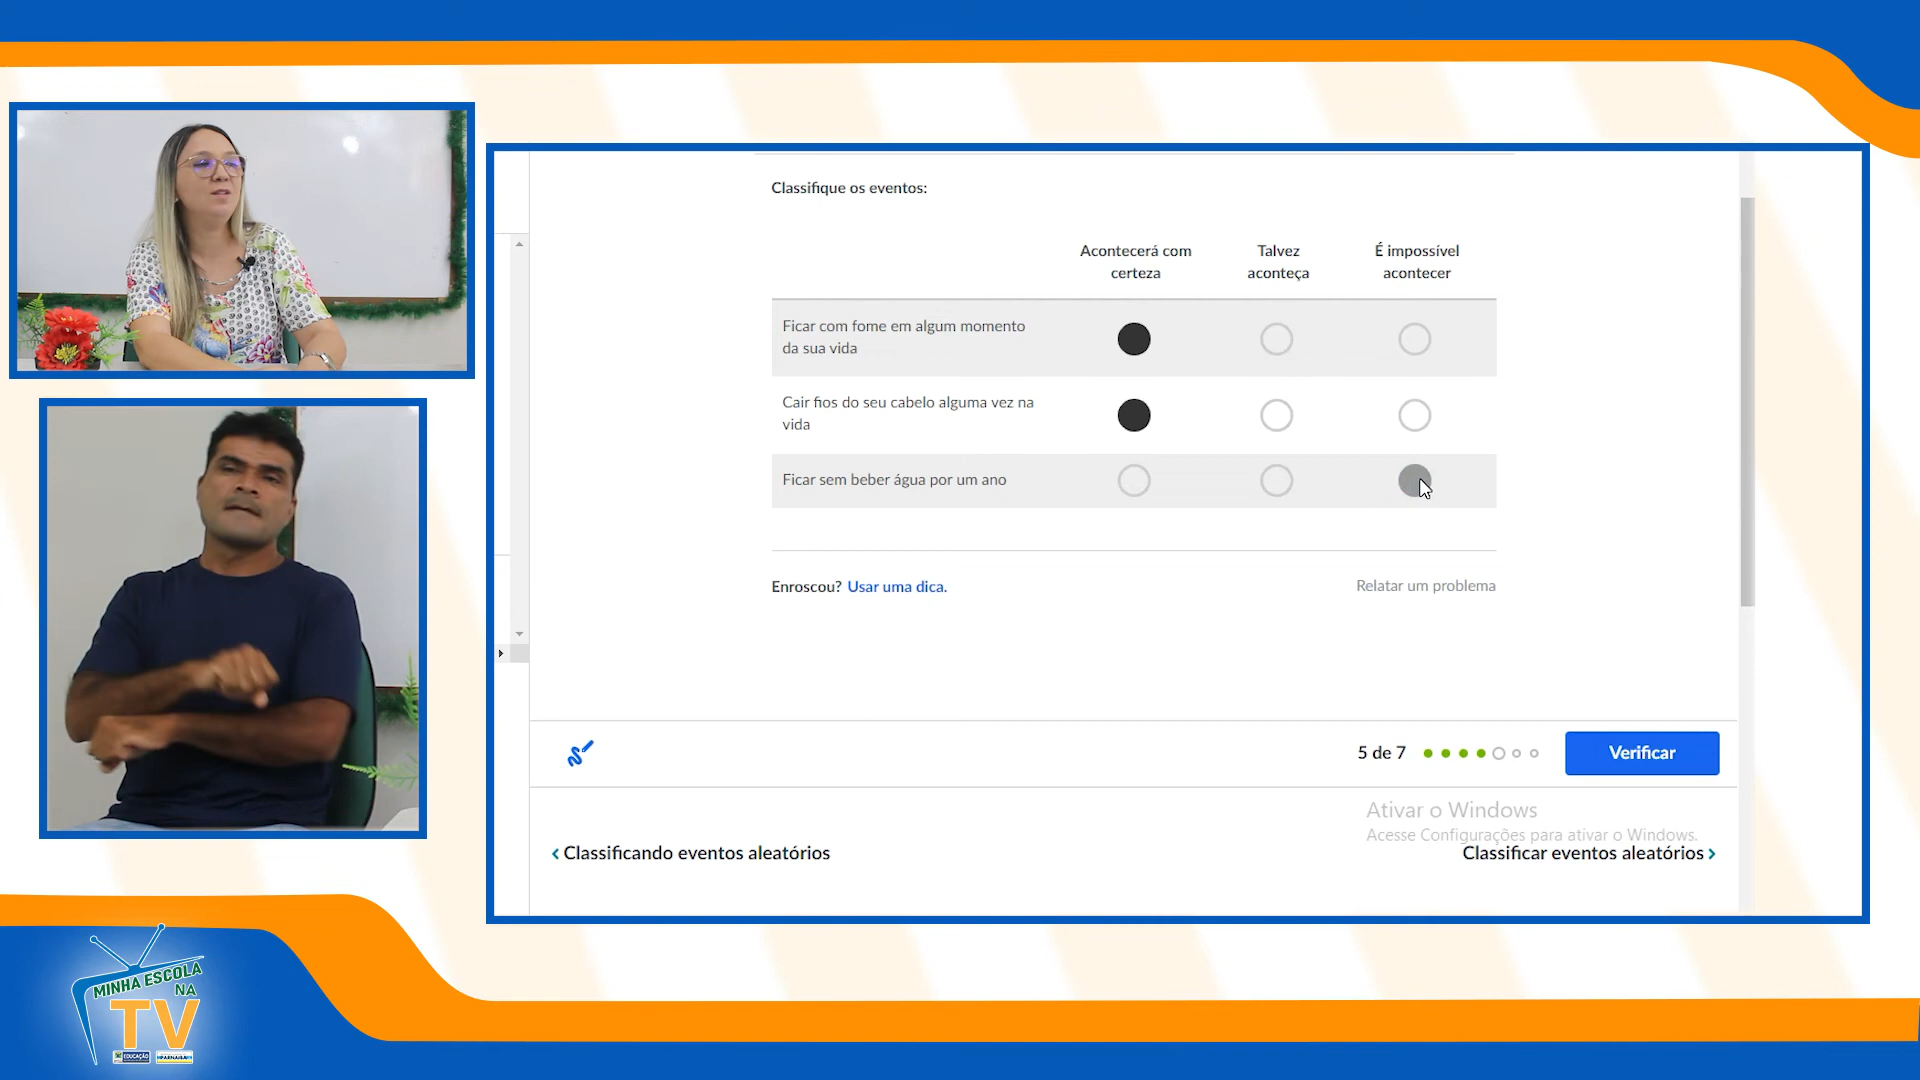 Classifique os eventos:
Acontecerá com
certeza
Talvez
aconteça
É impossível
acontecer
Ficar com fome em algum momento
da sua vida
Cair fios do seu cabelo alguma vez na
vida
Ficar sem beber água por um ano
Enroscou? Usar uma dica.
Relatar um problema
5 de 7
Verificar
Ativar o Windows
Acesse Configurações para ativar o Windows.
Classificando eventos aleatórios
Classificar eventos aleatórios
MINHA ESCOLA
NA
TV
EDUCAÇÃO
PARNAÍBA